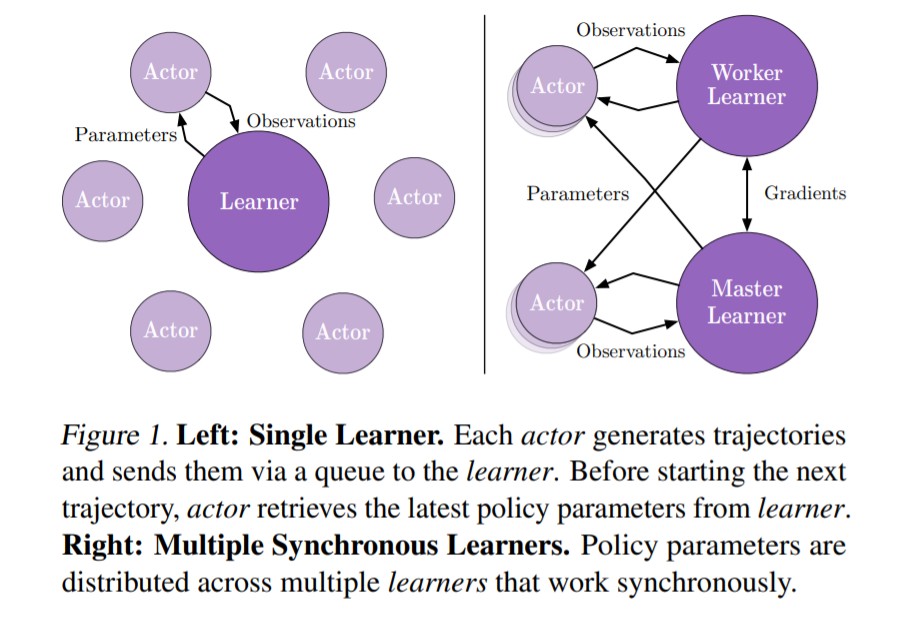 Actor
Actor
Observations
Parameters
Actor
Learner
Actor
Actor
Actor
Observations
Actor
Worker
Learner
Parameters
Gradients
Actor
Master
Learner
Observations
Figure 1. Left: Single Learner. Each actor generates trajectories
and sends them via a queue to the learner. Before starting the next
trajectory, actor retrieves the latest policy parameters from learner.
Right: Multiple Synchronous Learners. Policy parameters are
distributed across multiple learners that work synchronously.